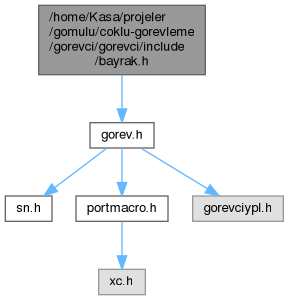 /home/Kasa/projeler
/gomulu/coklu-gorevleme
/gorevci/gorevci/include
/bayrak.h
gorev.h
sn.h
portmacro.h
gorevciypl.h
xc.h